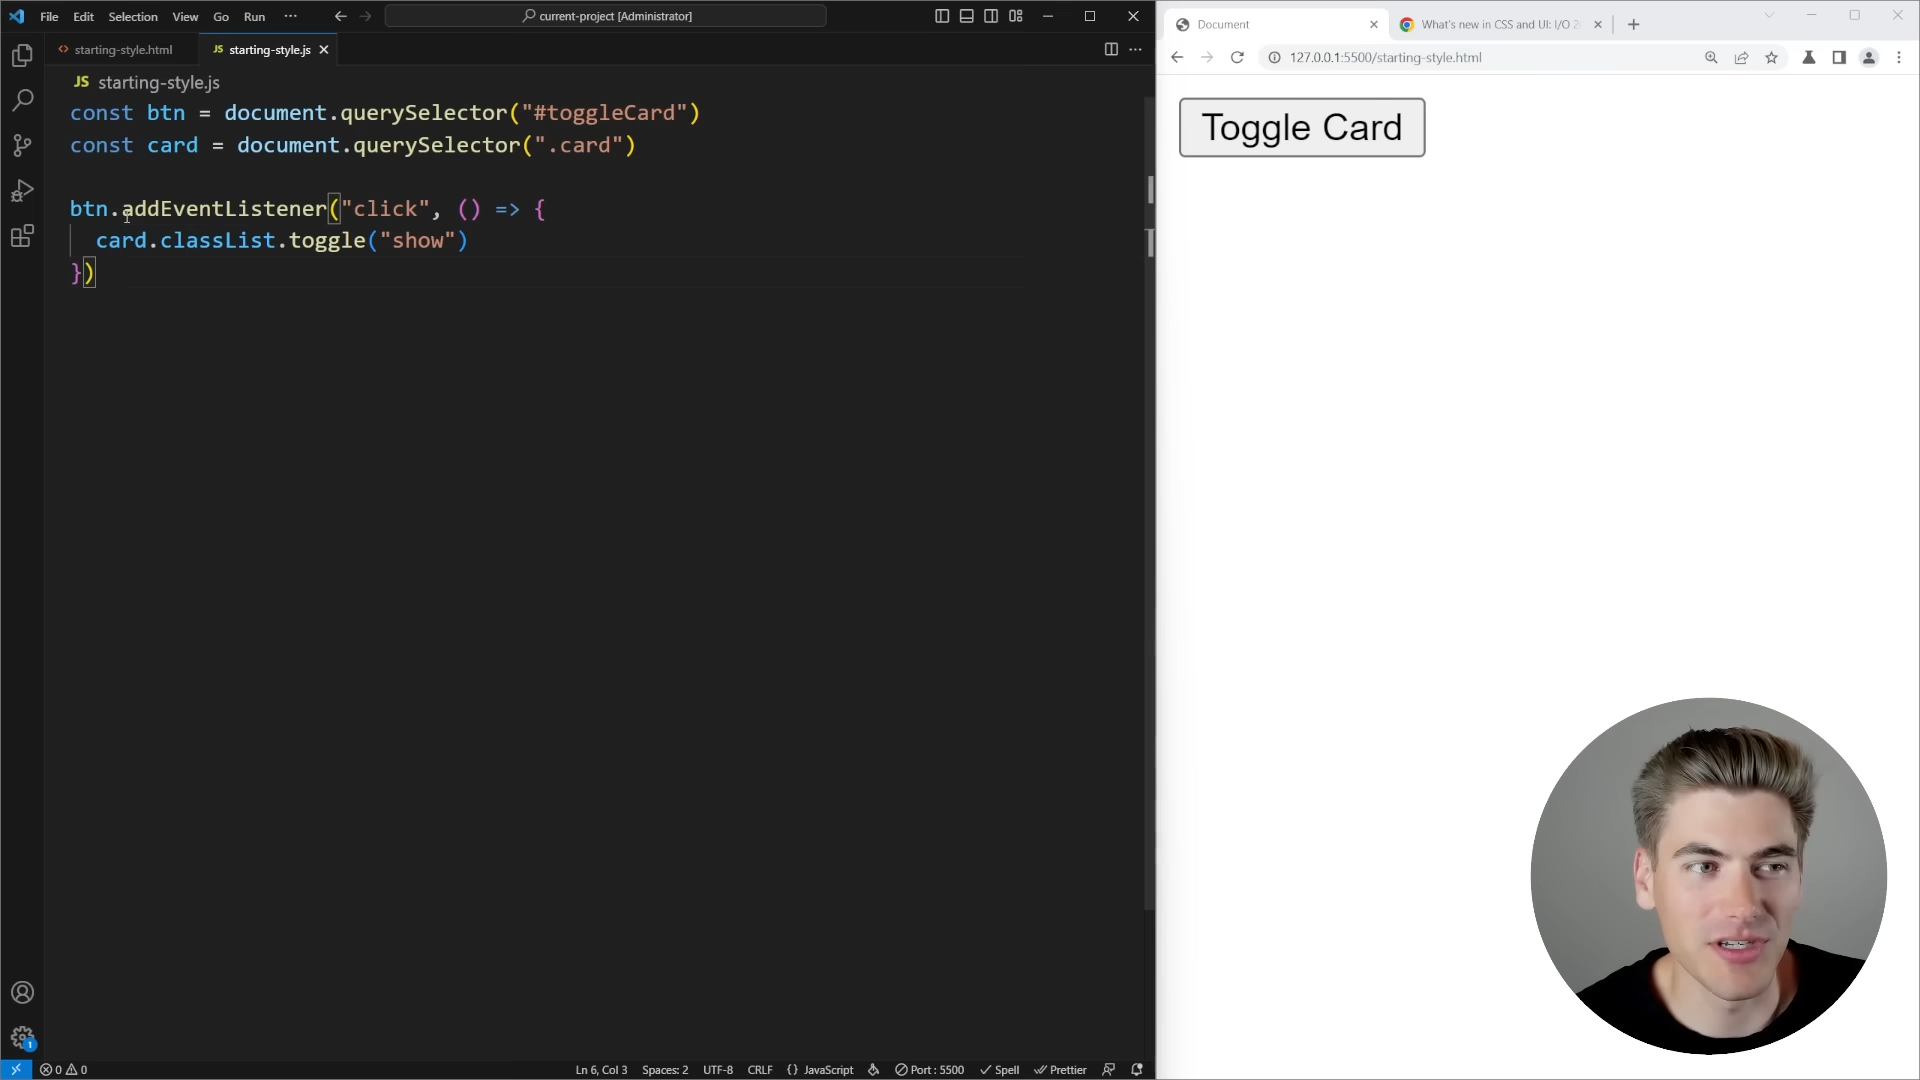 File Edit Selection View Go Run ···
current-project [Administrator]
starting-style.html
JS starting-style.js
JS starting-style.js
const btn = document.querySelector("#toggleCard")
const card = document.querySelector(".card")
btn.addEventListener("click", () => {
card.classList.toggle("show")
})
1
0 0
Ln 6, Col 3
Spaces: 2
UTF-8
CRLF
{} JavaScript
Port : 5500
Spell
Prettier
Document
What's new in CSS and UI: I/O 2
127.0.0.1:5500/starting-style.html
Toggle Card